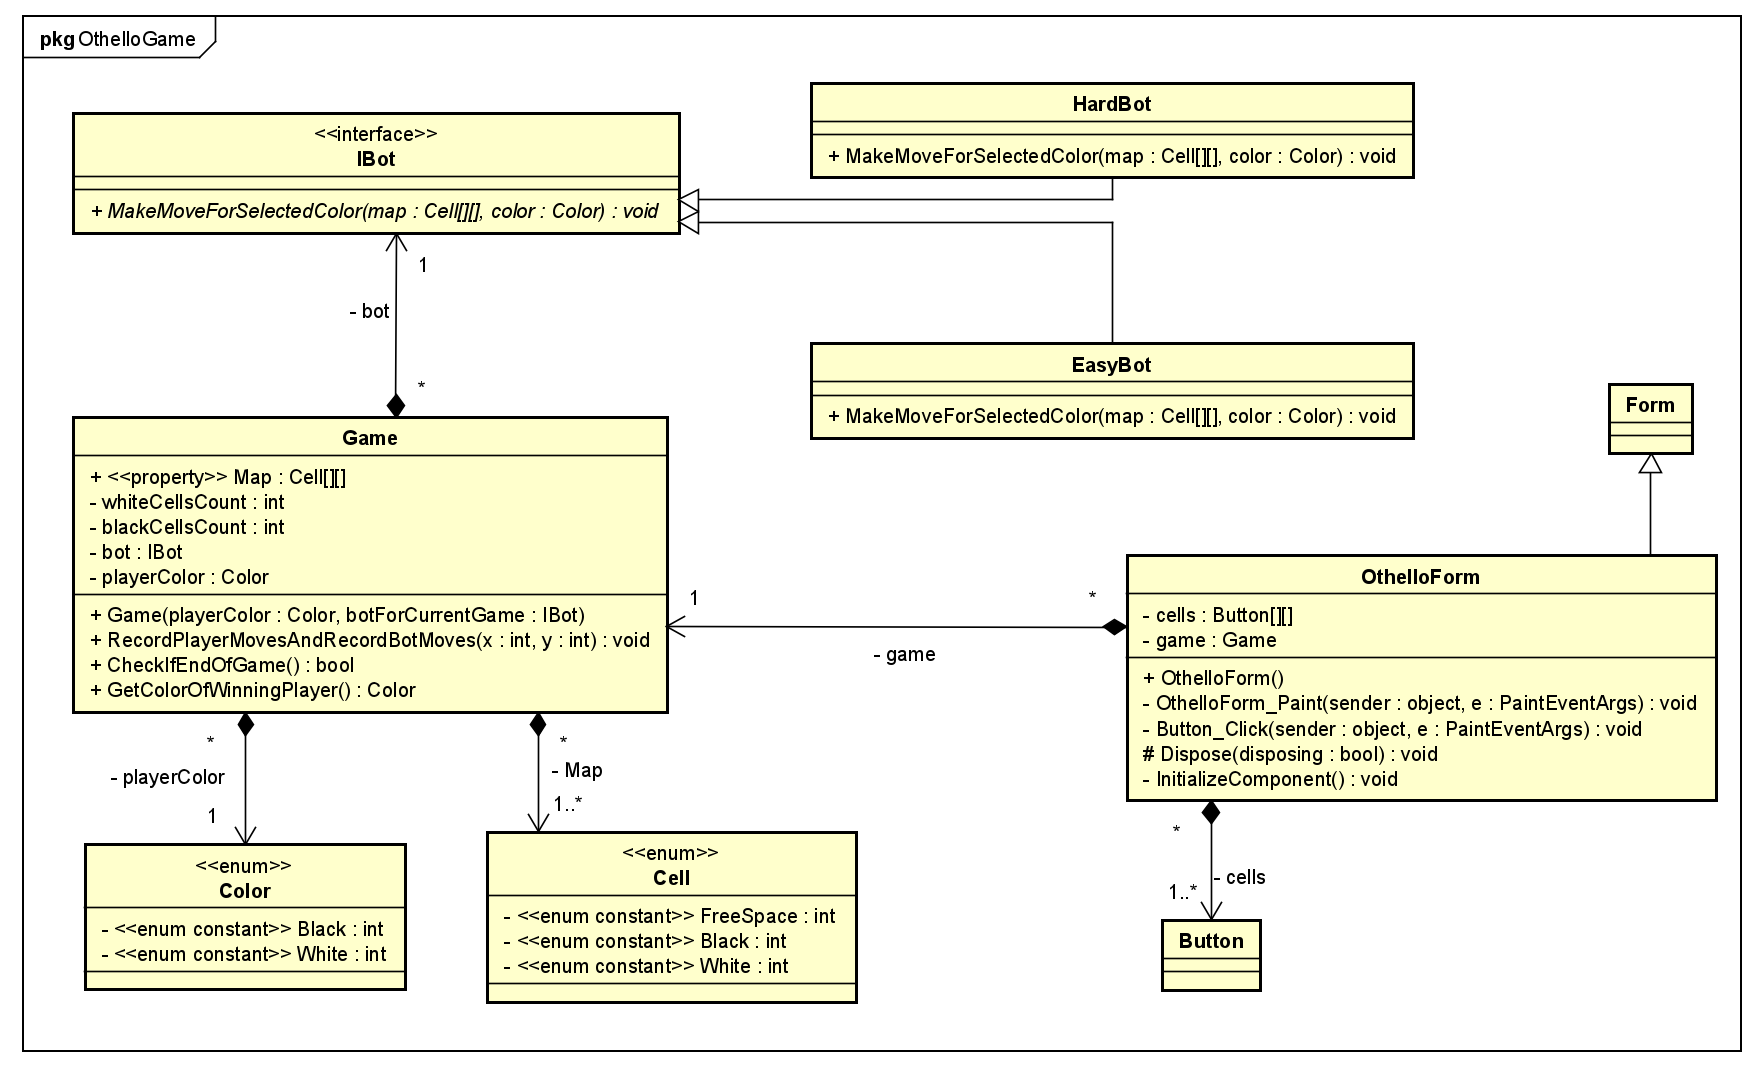 pkg OthelloGame
<<interface>>
IBot
+ MakeMoveForSelectedColor(map : Cell[][], color : Color) : void
HardBot
+ MakeMoveForSelectedColor(map : Cell[][], color : Color) : void
1
- bot
*
EasyBot
+ MakeMoveForSelectedColor(map : Cell[][], color : Color) : void
Form
Game
+ <<property>> Map : Cell[][]
- whiteCellsCount : int
- blackCellsCount : int
- bot : IBot
- playerColor : Color
+ Game(playerColor : Color, botForCurrentGame : IBot)
+ RecordPlayerMovesAndRecordBotMoves(x : int, y : int) : void
+ CheckIfEndOfGame() : bool
+ GetColorOfWinningPlayer() : Color
1
*
- game
OthelloForm
- cells : Button[][]
- game : Game
+ OthelloForm()
- OthelloForm_Paint(sender : object, e : PaintEventArgs) : void
- Button_Click(sender : object, e : PaintEventArgs) : void
# Dispose(disposing : bool) : void
- InitializeComponent() : void
*
- playerColor
1
*
- Map
1..*
*
- cells
1..*
<<enum>>
Color
- <<enum constant>> Black : int
- <<enum constant>> White : int
<<enum>>
Cell
- <<enum constant>> FreeSpace : int
- <<enum constant>> Black : int
- <<enum constant>> White : int
Button